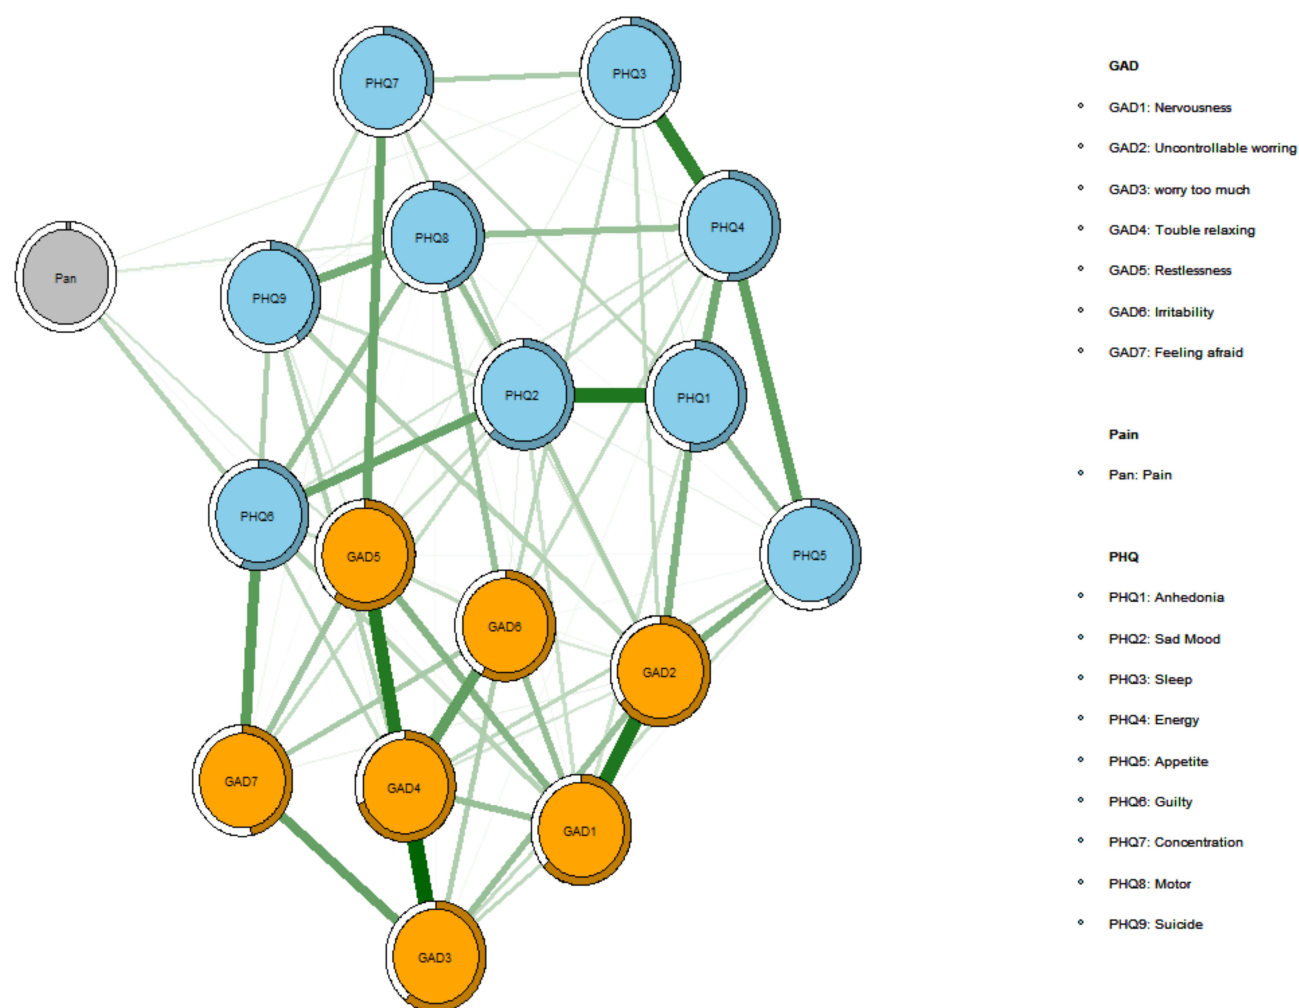 PHQ7
PHQ3
PHQ4
PHQ8
Pan
PHQ9
PHQ2
PHQ1
PHQ6
GAD5
PHQ5
GAD6
GAD2
GAD7
GAD4
GAD1
GAD3
GAD
GAD1: Nervousness
GAD2: Uncontrollable worring
GAD3: worry too much
GAD4: Touble relaxing
GAD5: Restlessness
GAD6: Irritability
GAD7: Feeling afraid
Pain
Pan: Pain
PHQ
PHQ1: Anhedonia
PHQ2: Sad Mood
PHQ3: Sleep
PHQ4: Energy
PHQ5: Appetite
PHQ6: Guilty
PHQ7: Concentration
PHQ8: Motor
PHQ9: Suicide